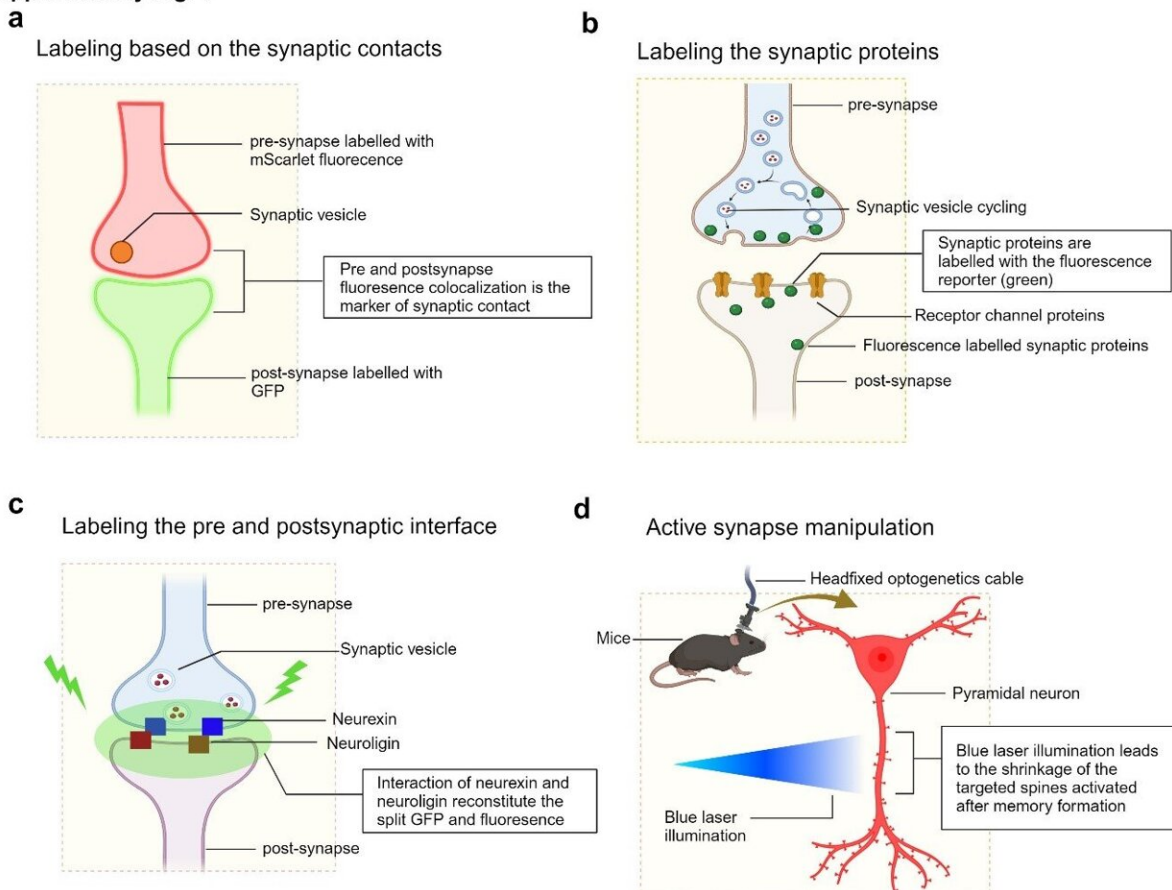 a
Labeling based on the synaptic contacts
pre-synapse labelled with
mScarlet fluorecence
Synaptic vesicle
Pre and postsynapse
fluoresence colocalization is the
marker of synaptic contact
post-synapse labelled with
GFP
b
Labeling the synaptic proteins
pre-synapse
Synaptic vesicle cycling
Synaptic proteins are
labelled with the fluorescence
reporter (green)
Receptor channel proteins
Fluorescence labelled synaptic proteins
post-synapse
c
Labeling the pre and postsynaptic interface
pre-synapse
Synaptic vesicle
Neurexin
Neuroligin
Interaction of neurexin and
neuroligin reconstitute the
split GFP and fluoresence
post-synapse
d
Active synapse manipulation
Headfixed optogenetics cable
Mice
Pyramidal neuron
Blue laser illumination leads
to the shrinkage of the
targeted spines activated
after memory formation
Blue laser
illumination